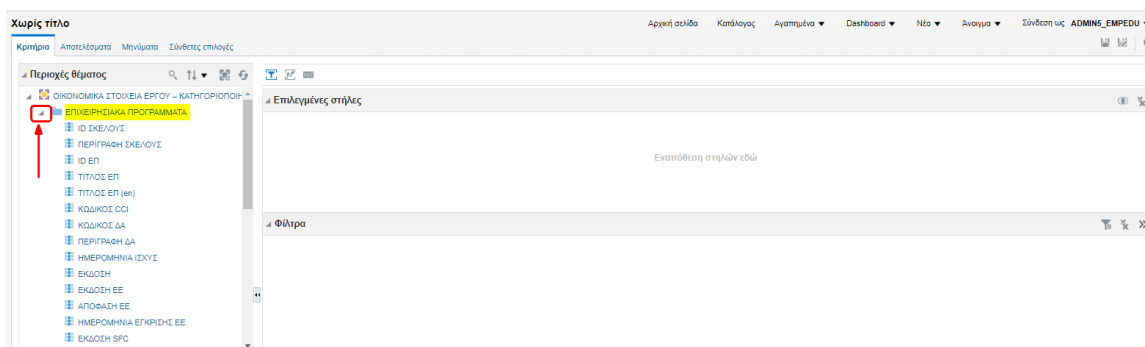 Χωρίς τίτλο
Αρχική σελίδα Κατάλογος Αγαπημένα Dashboard Νέο Άνοιγμα Σύνδεση ως ADMIN5_EMPEDU
Κριτήρια Αποτελέσματα Μηνύματα Σύνθετες επιλογές
Περιοχές θέματος
ΟΙΚΟΝΟΜΙΚΑ ΣΤΟΙΧΕΙΑ ΕΡΓΟΥ – ΚΑΤΗΓΟΡΙΟΠΟΙΗ
Επιλεγμένες στήλες
ΕΠΙΧΕΙΡΗΣΙΑΚΑ ΠΡΟΓΡΑΜΜΑΤΑ
ID ΣΚΕΛΟΥΣ
ΠΕΡΙΓΡΑΦΗ ΣΚΕΛΟΥΣ
Εναπόθεση στηλών εδώ
ID ΕΠ
ΤΙΤΛΟΣ ΕΠ
ΤΙΤΛΟΣ ΕΠ (en)
ΚΩΔΙΚΟΣ CCI
ΚΩΔΙΚΟΣ ΔΑ
Φίλτρα
ΠΕΡΙΓΡΑΦΗ ΔΑ
ΗΜΕΡΟΜΗΝΙΑ ΙΣΧΥΣ
ΕΚΔΟΣΗ
ΕΚΔΟΣΗ ΕΕ
ΑΠΟΦΑΣΗ ΕΕ
ΗΜΕΡΟΜΗΝΙΑ ΕΓΚΡΙΣΗΣ ΕΕ
ΕΚΔΟΣΗ SFC